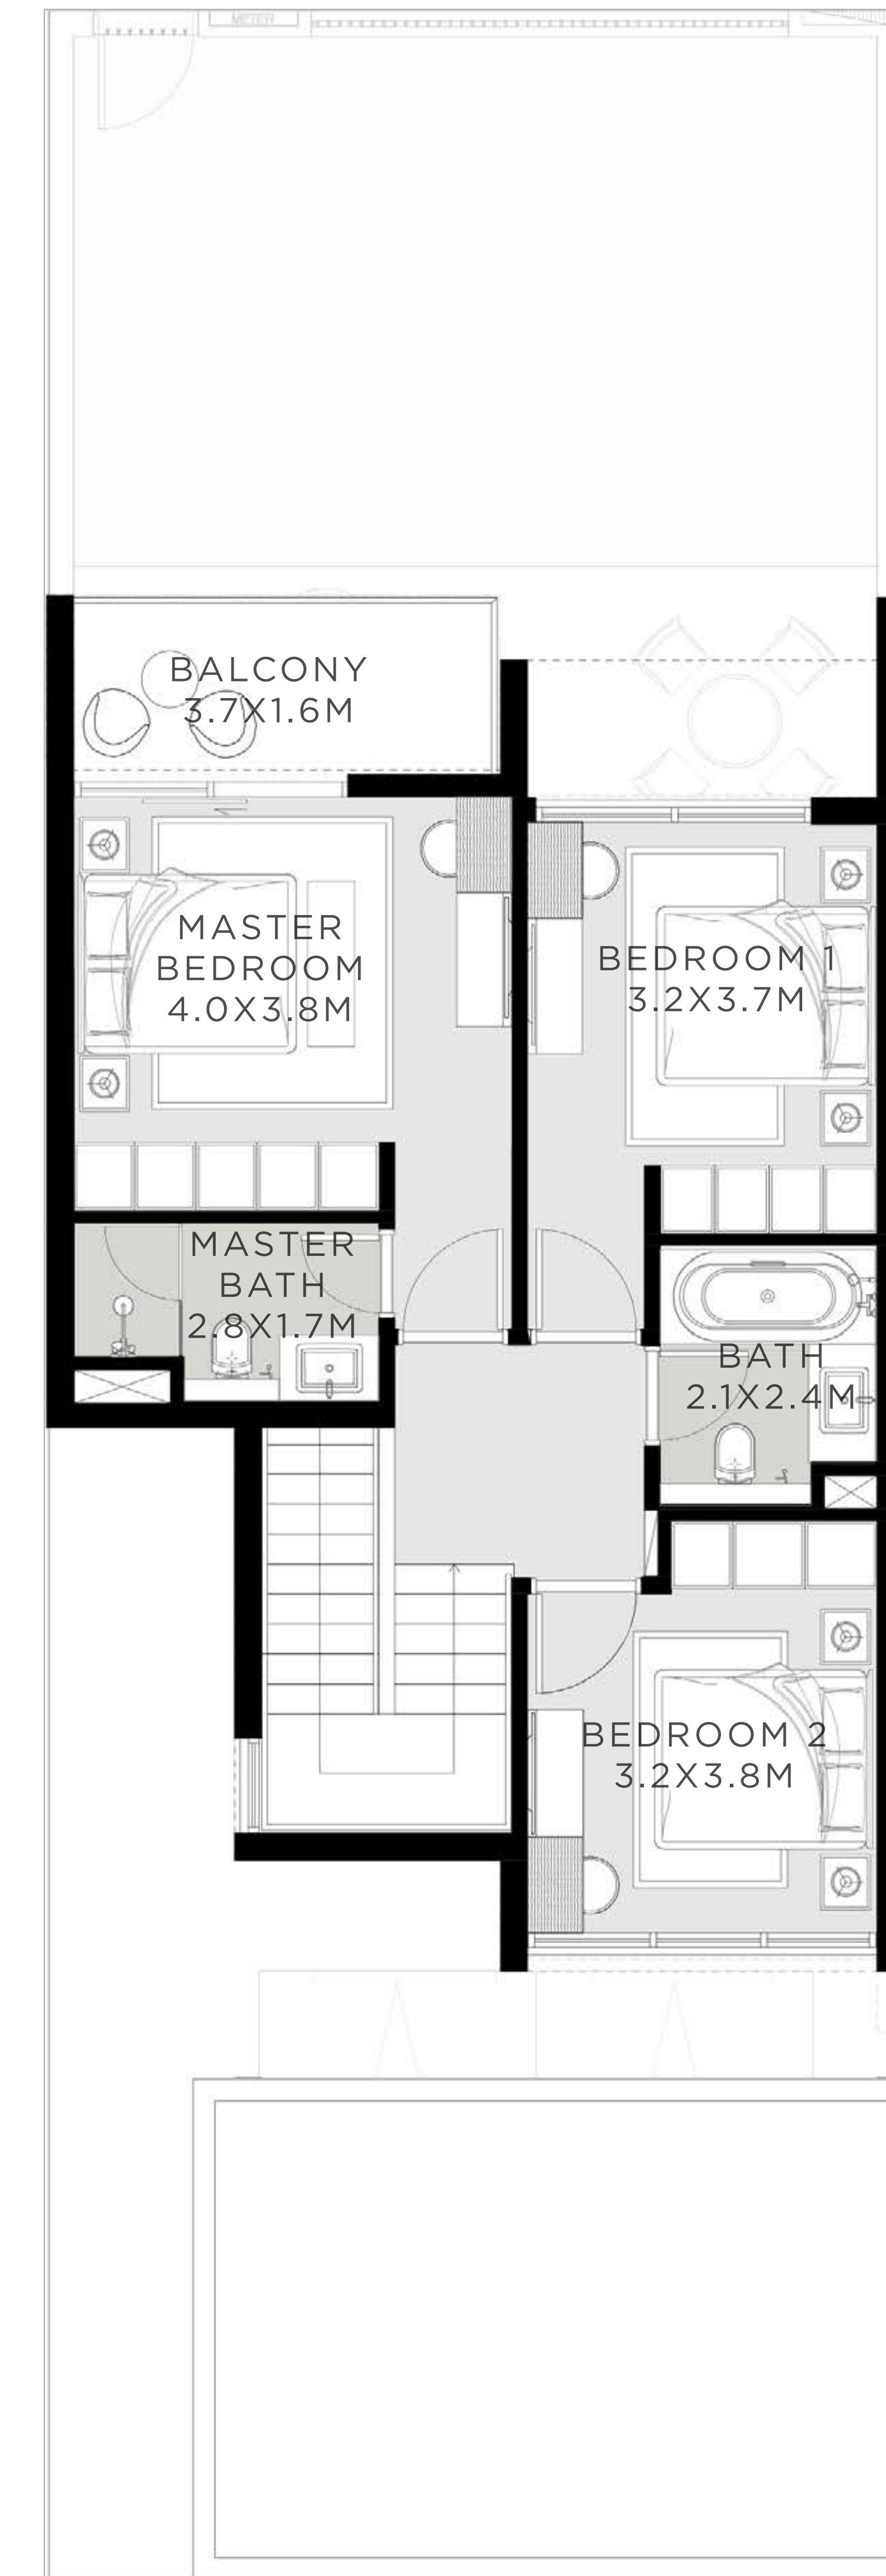 METER
BALCONY
3.7X1.6M
MASTER
BEDROOM
4.0X3.8M
BEDROOM 1
3.2X3.7M
MASTER
BATH
2.8X1.7M
BATH
2.1X2.4M
BEDROOM 2
3.2X3.8M